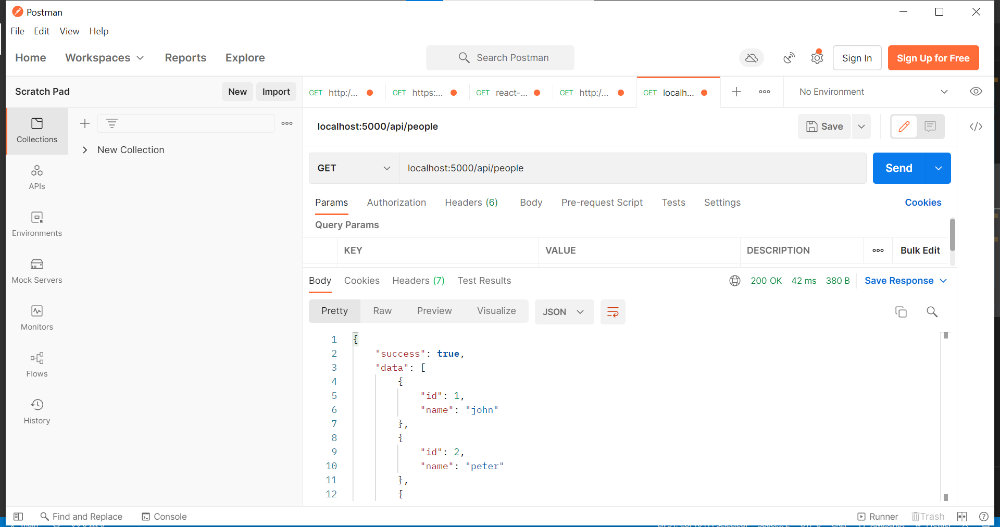 Postman
File Edit View Help
Home Workspaces Reports Explore Search Postman Sign In Sign Up for Free
Scratch Pad New Import GET http:/... GET https:... GET react-... GET http:/... GET localh... No Environment
localhost:5000/api/people Save
Collections
New Collection
GET localhost:5000/api/people Send
APIs
Params Authorization Headers (6) Body Pre-request Script Tests Settings Cookies
Query Params
Environments
KEY VALUE DESCRIPTION Bulk Edit
Mock Servers
Body Cookies Headers (7) Test Results 200 OK 42 ms 380 B Save Response
Pretty Raw Preview Visualize JSON
Monitors
1 {
2 "success": true,
3 "data": [
Flows
4 {
5 "id": 1,
6 "name": "john"
History
7 },
8 {
9 "id": 2,
10 "name": "peter"
11 },
12 {
Find and Replace Console Runner Trash